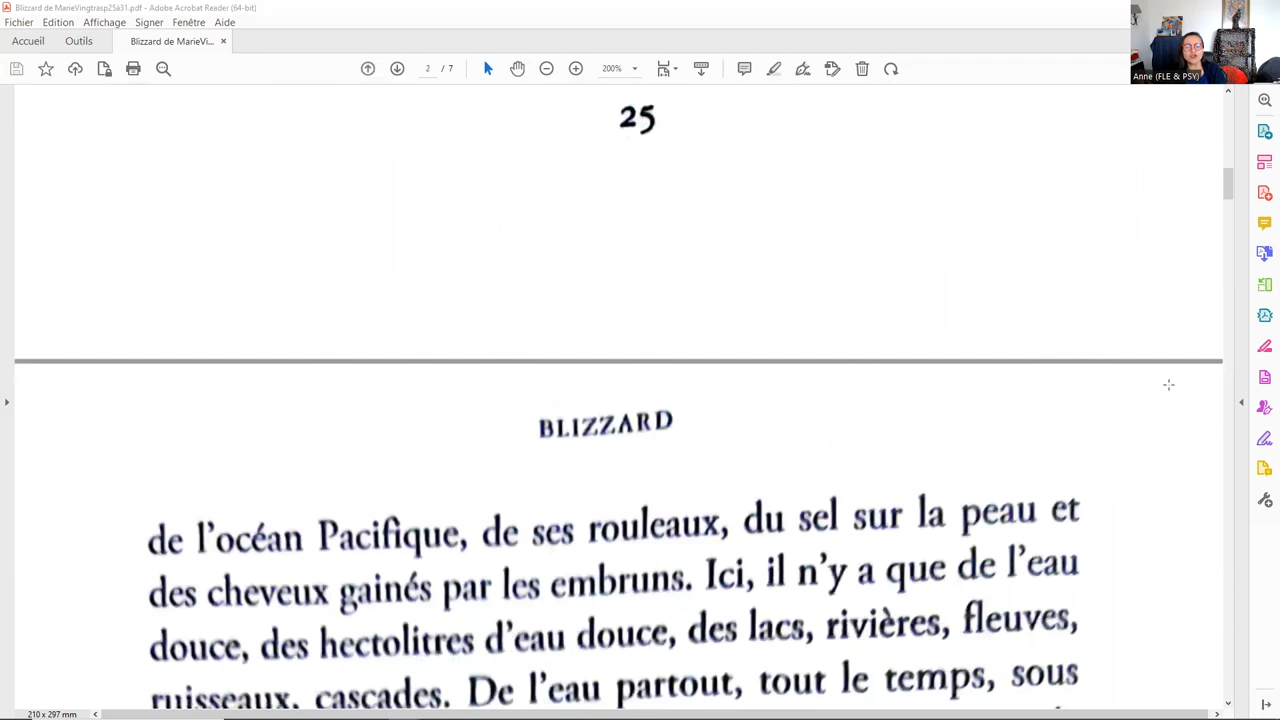 Blizzard de MarieVingtrasp25à31.pdf - Adobe Acrobat Reader (64-bit)
Fichier Edition Affichage Signer Fenêtre Aide
Accueil Outils Blizzard de MarieVi... ×
2 / 7 200%
Anne (FLE & PSY)
25
BLIZZARD
de l'océan Pacifique, de ses rouleaux, du sel sur la peau et
des cheveux gainés par les embruns. Ici, il n'y a que de l'eau
douce, des hectolitres d'eau douce, des lacs, rivières, fleuves,
ruisseaux, cascades. De l'eau partout, tout le temps, sous
210 x 297 mm